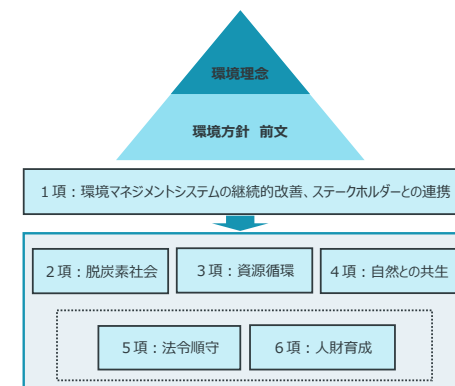 環境理念
環境方針 前文
1項：環境マネジメントシステムの継続的改善、ステークホルダーとの連携
2項：脱炭素社会
3項：資源循環
4項：自然との共生
5項：法令順守
6項：人財育成